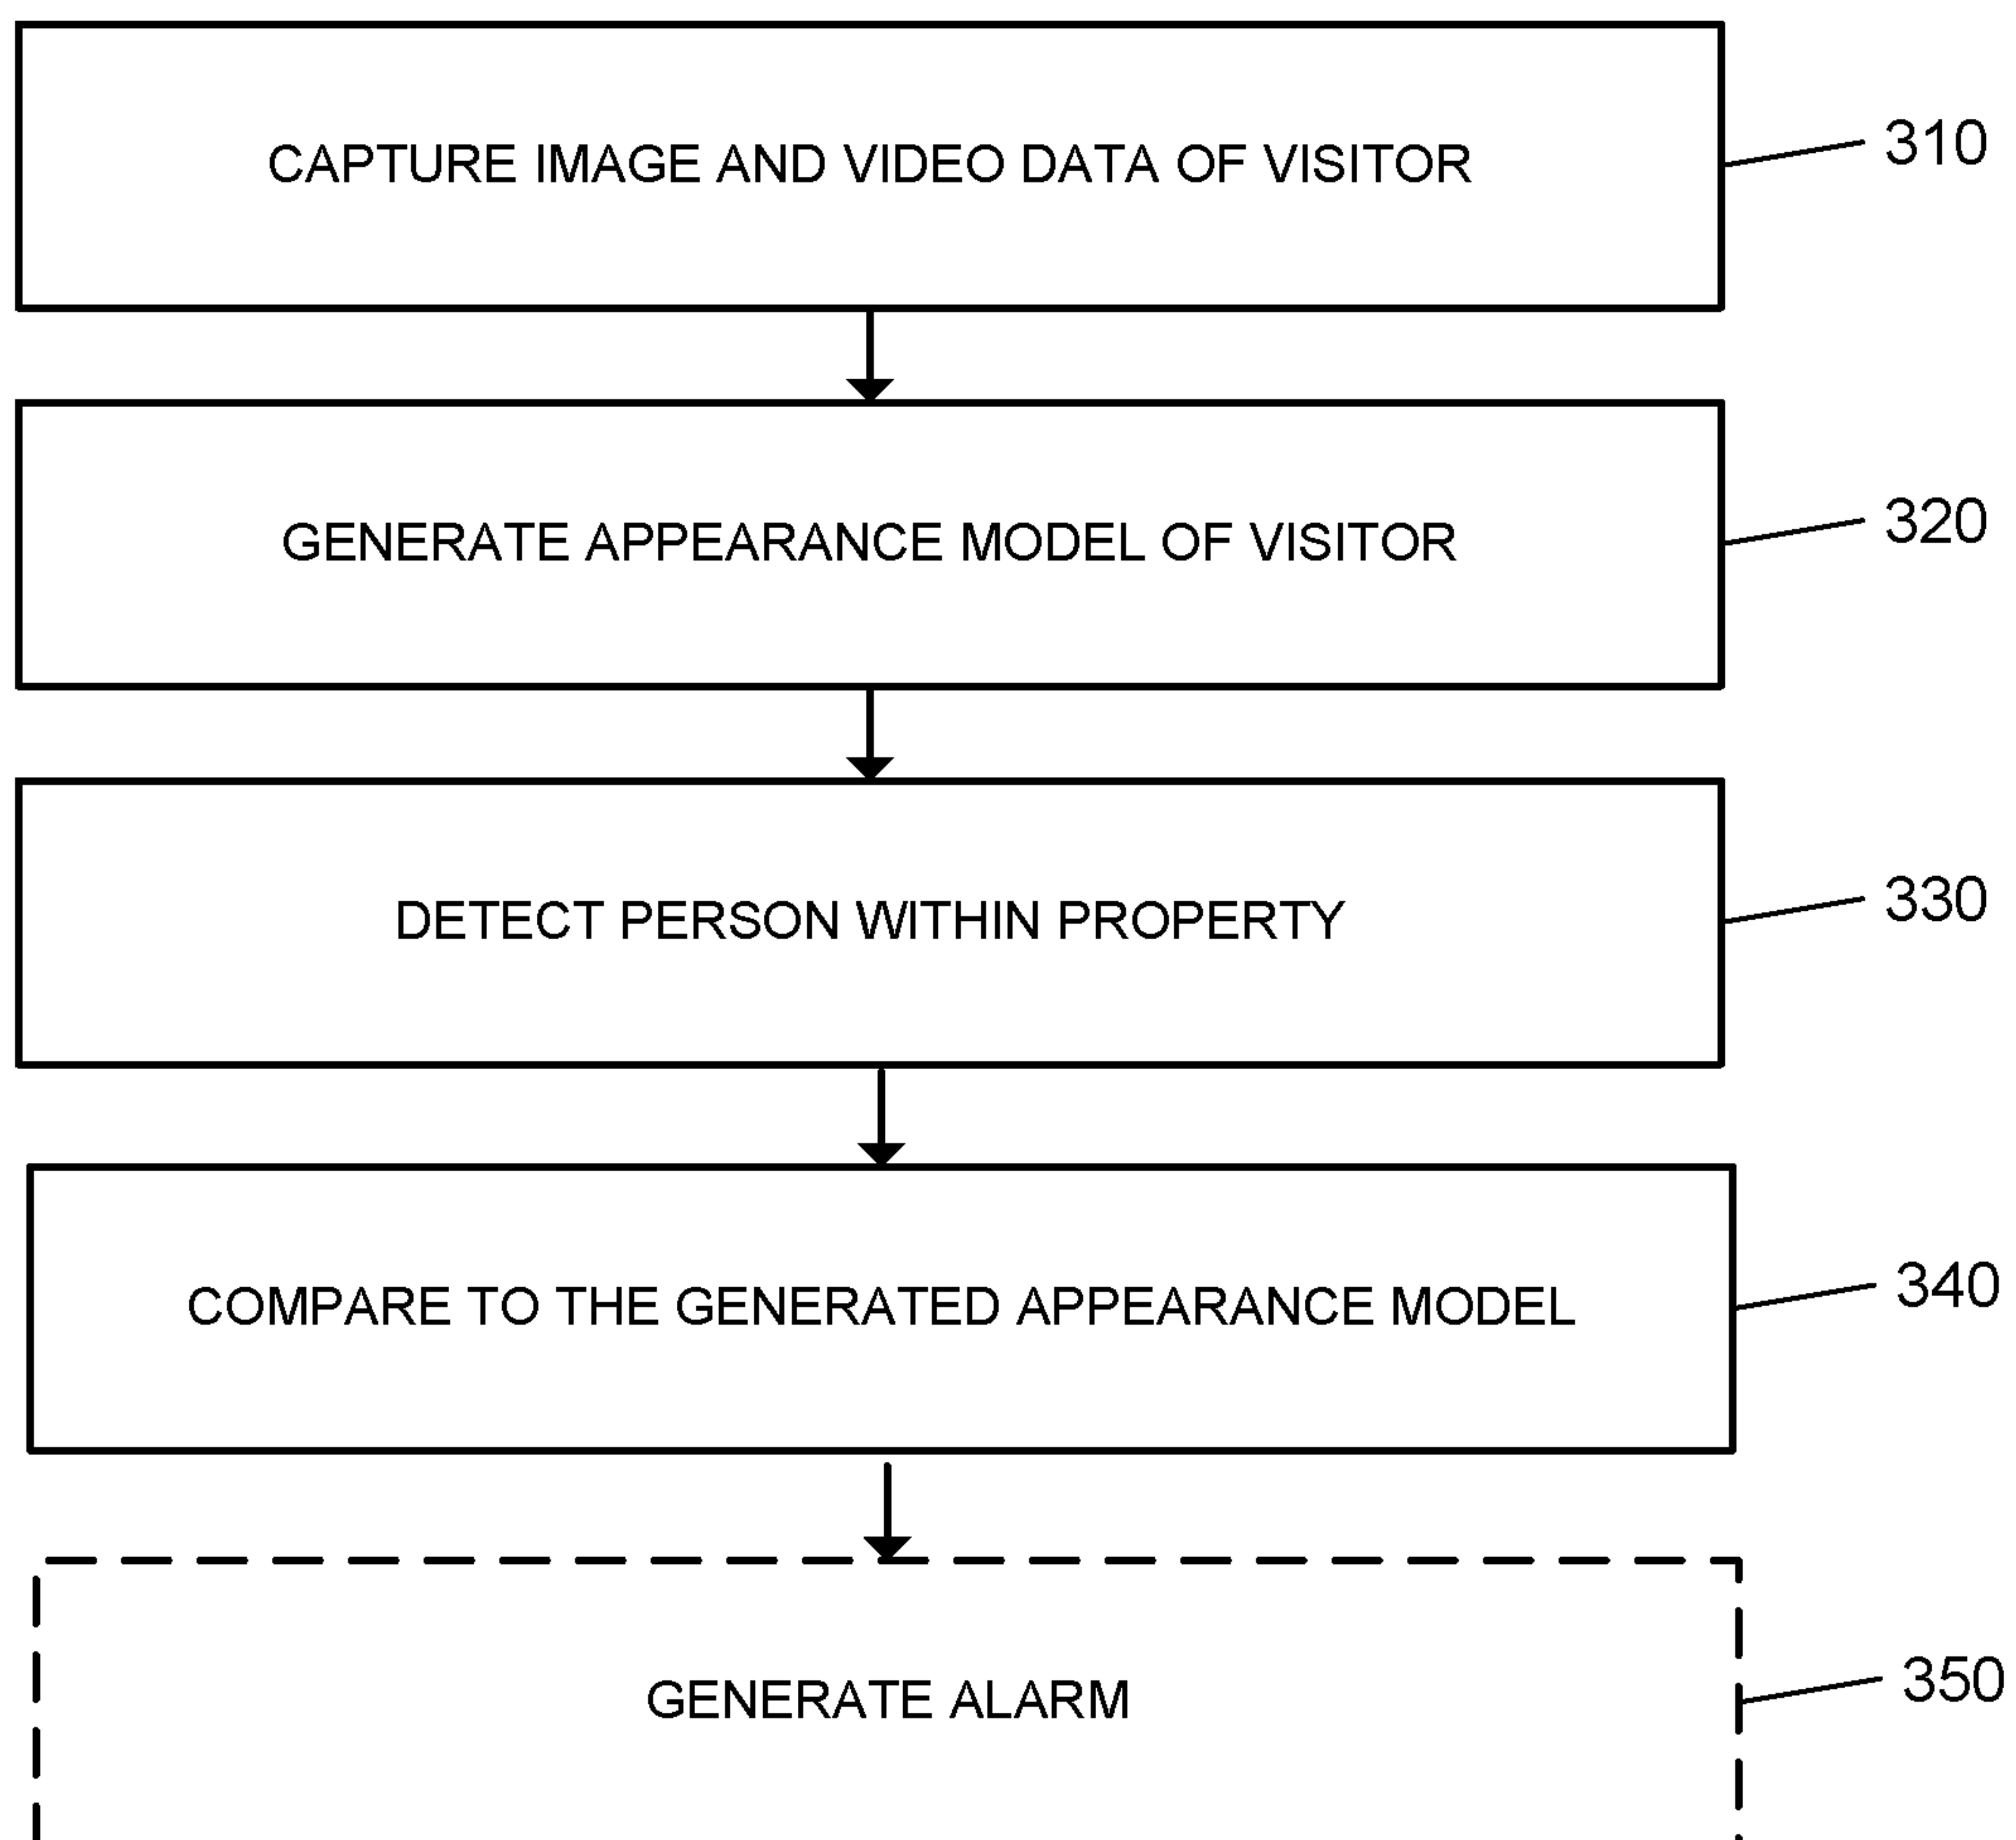 CAPTURE IMAGE AND VIDEO DATA OF VISITOR
310
GENERATE APPEARANCE MODEL OF VISITOR
320
DETECT PERSON WITHIN PROPERTY
330
COMPARE TO THE GENERATED APPEARANCE MODEL
340
GENERATE ALARM
350